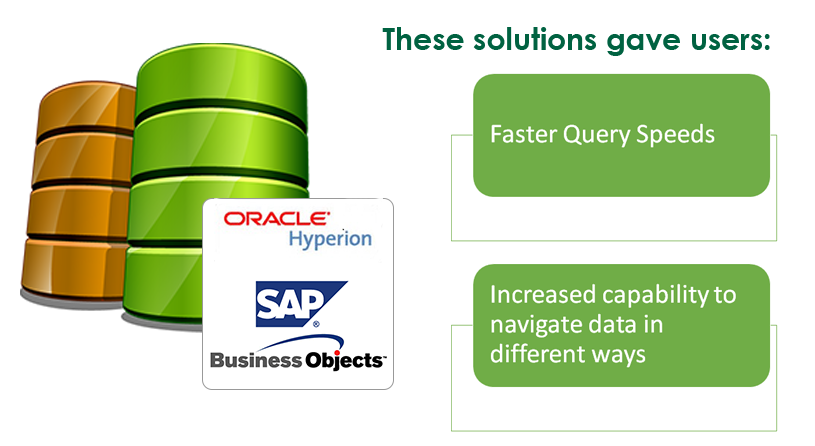 These solutions gave users:
Faster Query Speeds
ORACLE®
Hyperion
SAP®
Business Objects™
Increased capability to
navigate data in
different ways